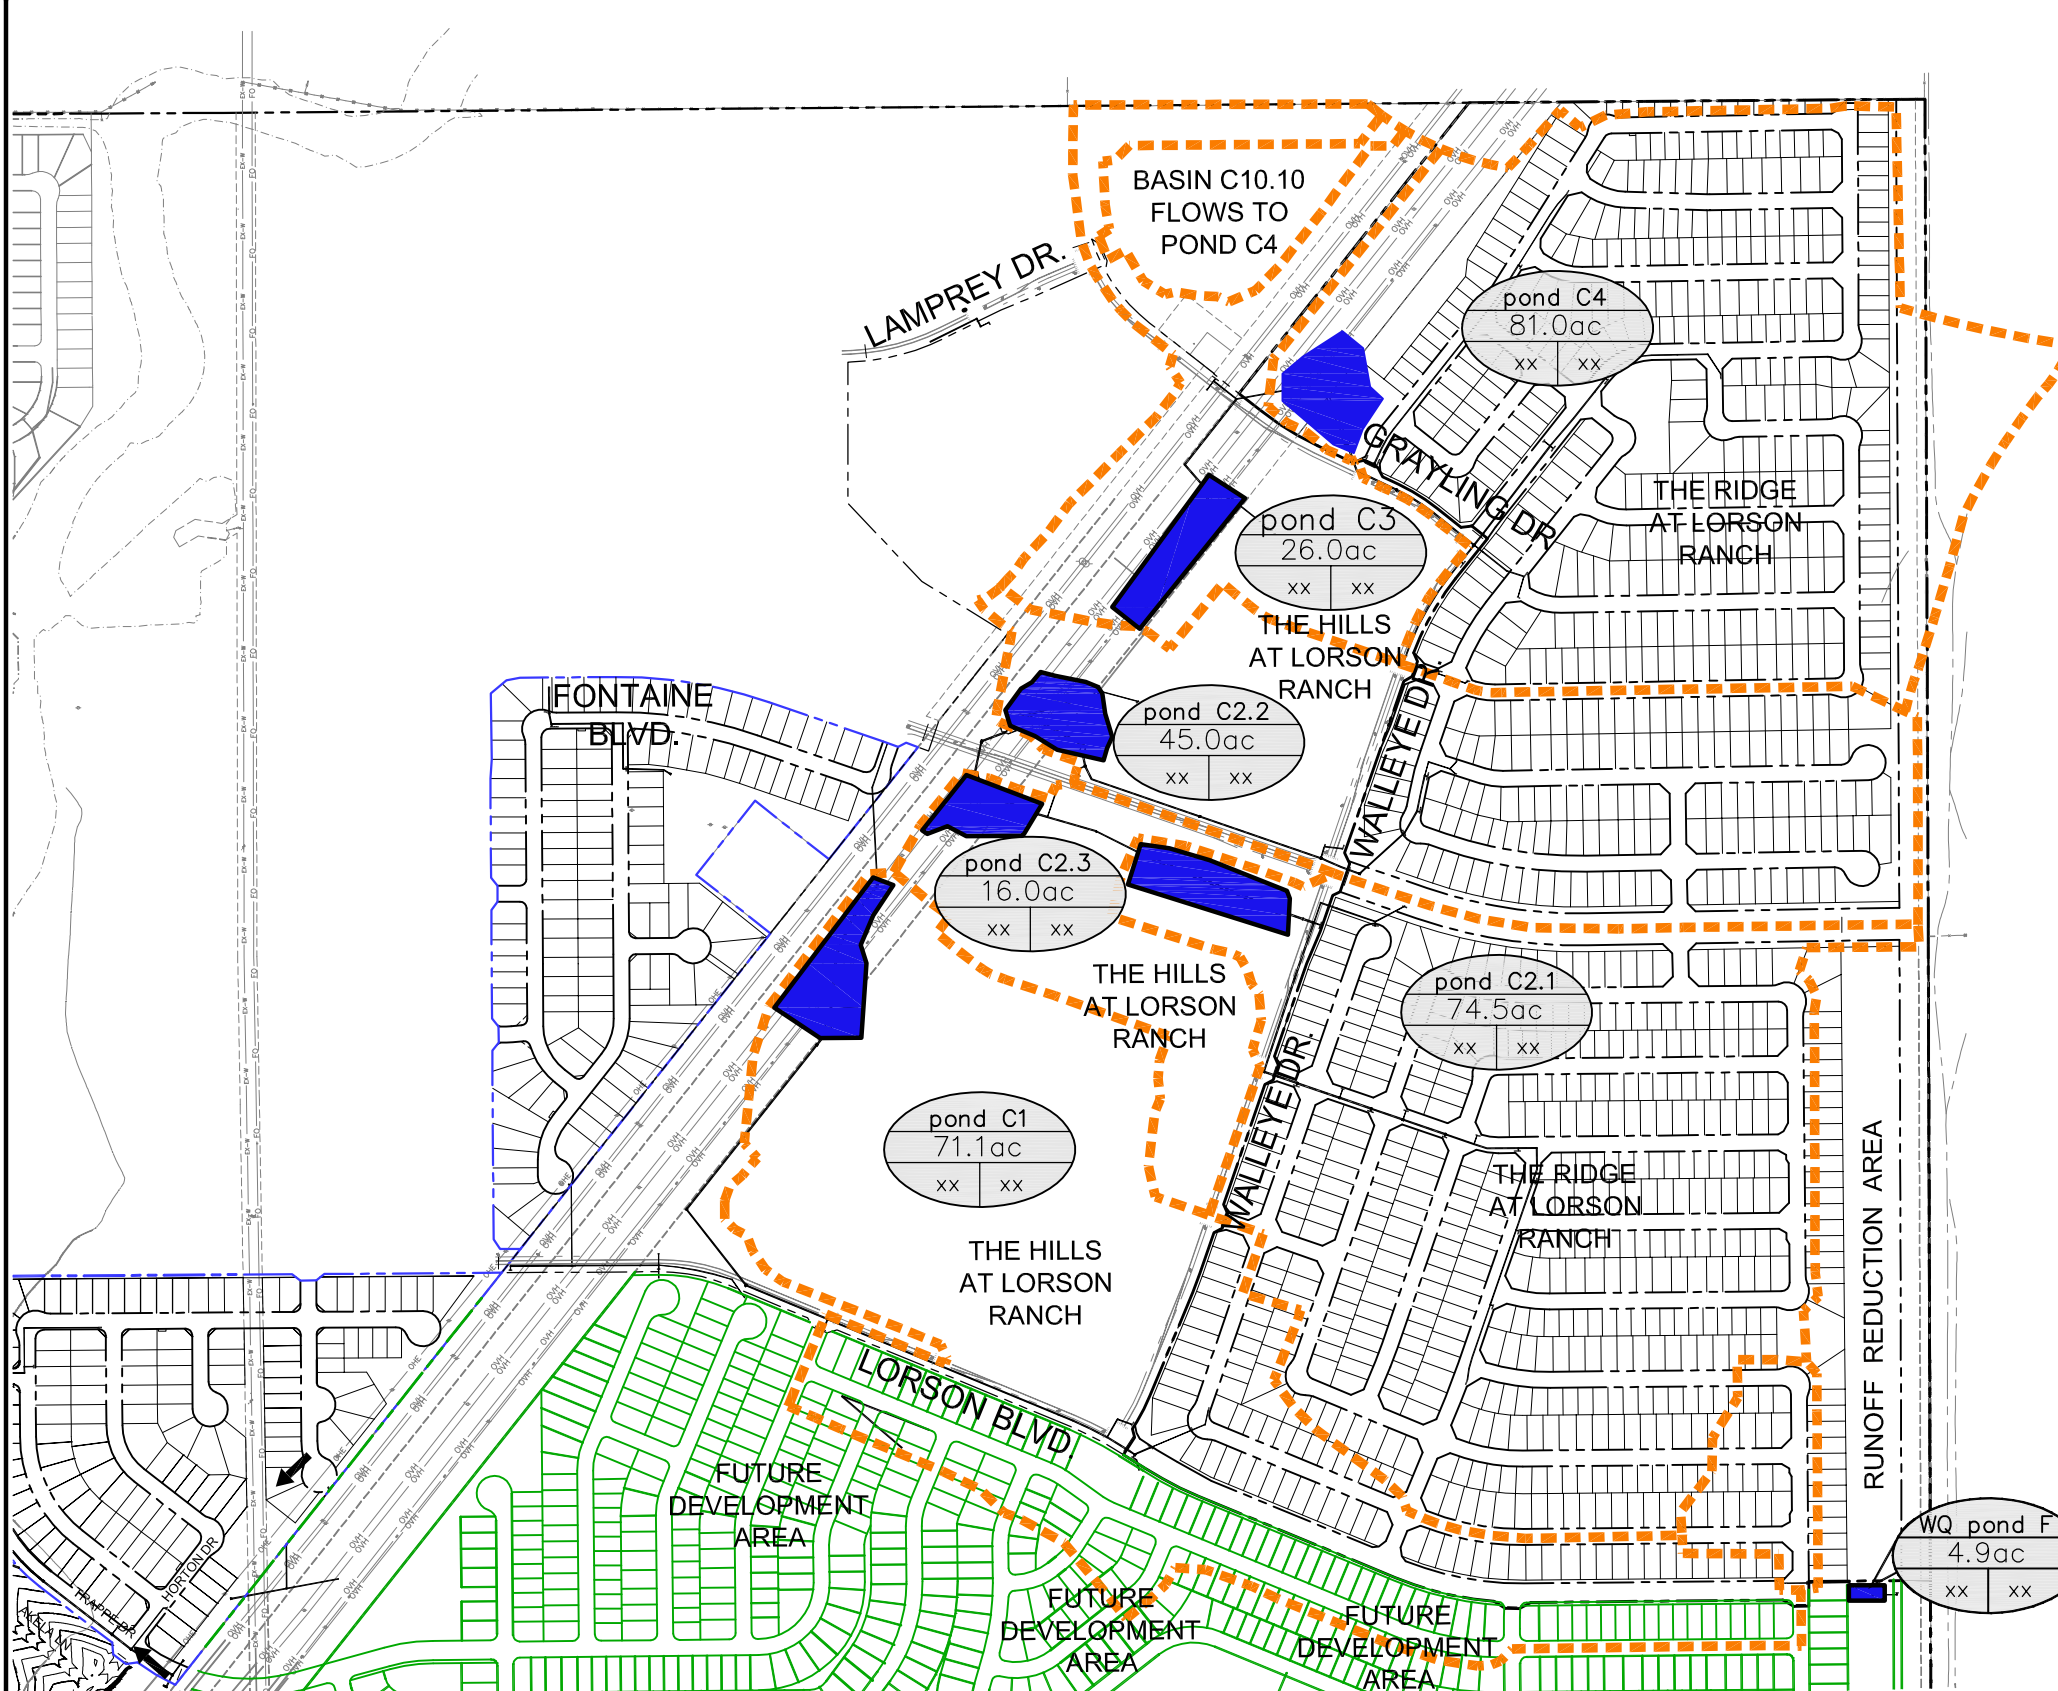 BASIN C10.10
FLOWS TO
POND C4
LAMPREY DR.
pond C4
81.0ac
xx xx
GRAYLING DR
THE RIDGE
AT LORSON
RANCH
pond C3
26.0ac
xx xx
THE HILLS
AT LORSON
RANCH
FONTAINE
BLVD.
pond C2.2
45.0ac
xx xx
WALLEYE DR.
pond C2.3
16.0ac
xx xx
THE HILLS
AT LORSON
RANCH
pond C2.1
74.5ac
xx xx
WALLEYE DR.
pond C1
71.1ac
xx xx
THE RIDGE
AT LORSON
RANCH
THE HILLS
AT LORSON
RANCH
RUNOFF REDUCTION AREA
LORSON BLVD.
FUTURE
DEVELOPMENT
AREA
WQ pond F
4.9ac
xx xx
FUTURE
DEVELOPMENT
AREA
FUTURE
DEVELOPMENT
AREA
HORTON DR
TRAPPE DR